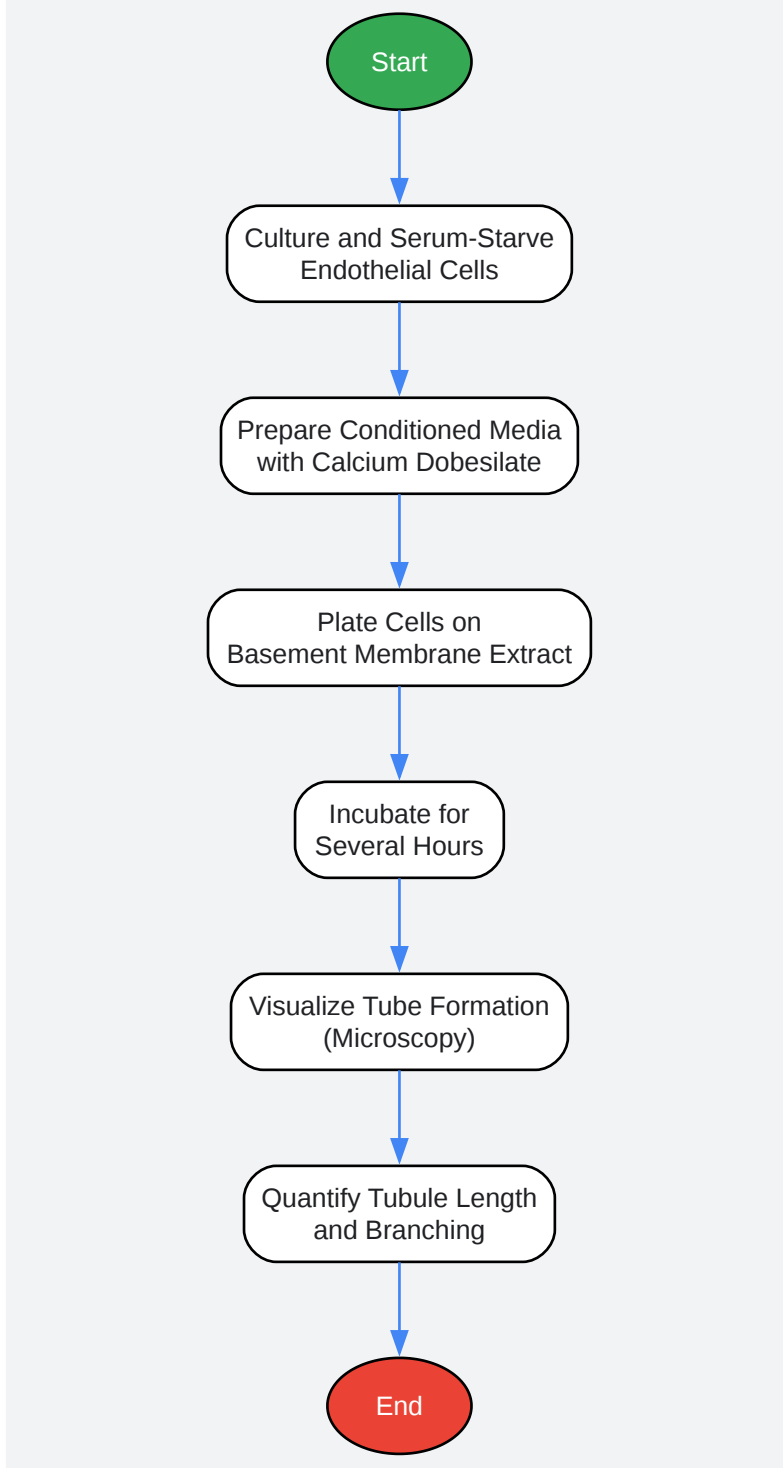 Start
Culture and Serum-Starve
Endothelial Cells
Prepare Conditioned Media
with Calcium Dobesilate
Plate Cells on
Basement Membrane Extract
Incubate for
Several Hours
Visualize Tube Formation
(Microscopy)
Quantify Tubule Length
and Branching
End